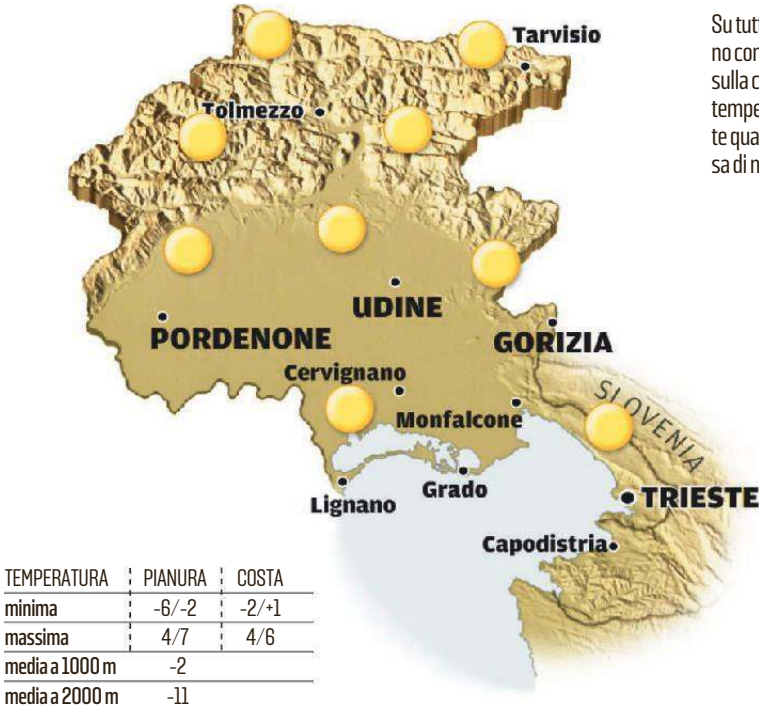 Tarvisio
Tolmezzo
UDINE
PORDENONE
GORIZIA
Cervignano
Monfalcone
SLOVENIA
Lignano
Grado
TRIESTE
Capodistria
Su tutt
no con
sulla c
tempe
te qua
sa di n
TEMPERATURA PIANURA COSTA
minima -6/-2 -2/+1
massima 4/7 4/6
media a 1000 m -2
media a 2000 m -11